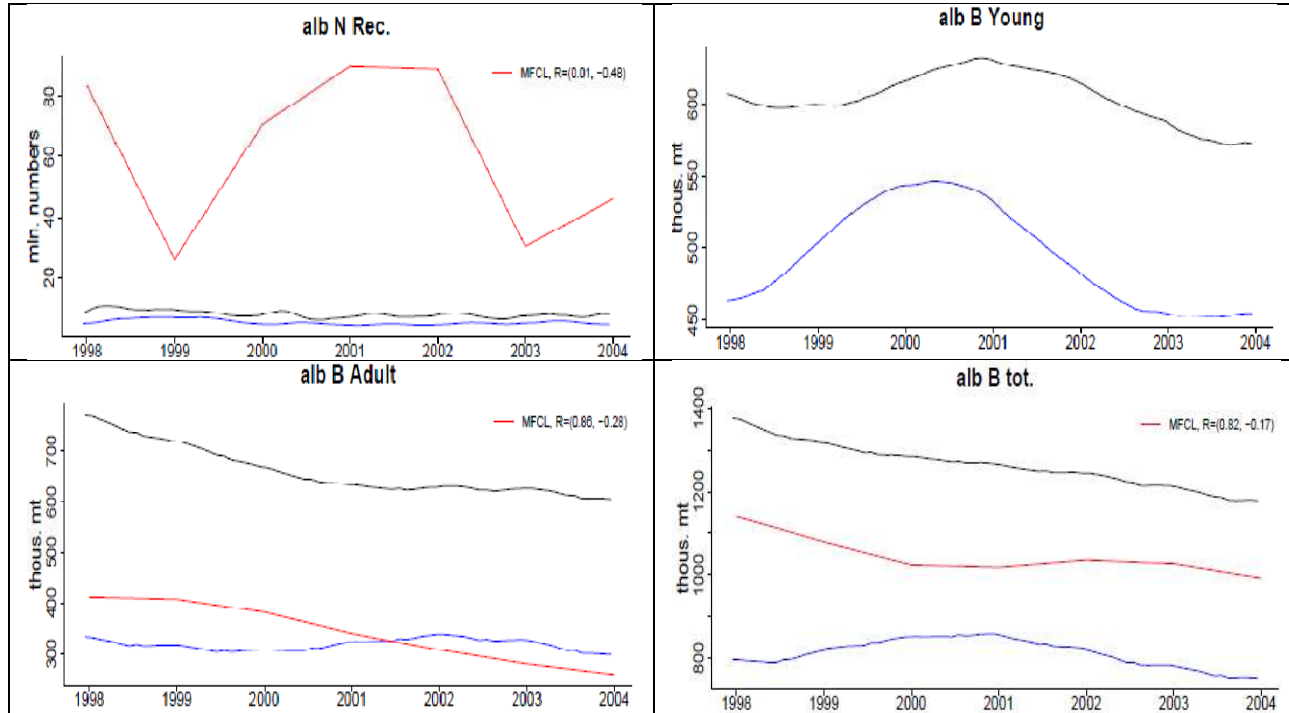 alb N Rec.
MFCL, R=(0.01, −0.48)
mln. numbers
80
60
40
20
1998 1999 2000 2001 2002 2003 2004
alb B Young
thous. mt
600
550
500
450
1998 1999 2000 2001 2002 2003 2004
alb B Adult
MFCL, R=(0.86, −0.28)
thous. mt
700
600
500
400
300
1998 1999 2000 2001 2002 2003 2004
alb B tot.
MFCL, R=(0.82, −0.17)
thous. mt
1400
1200
1000
800
1998 1999 2000 2001 2002 2003 2004